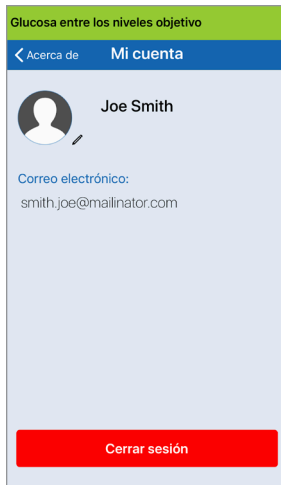 Glucosa entre los niveles objetivo
Acerca de
Mi cuenta
Joe Smith
Correo electrónico:
smith.joe@mailinator.com
Cerrar sesión